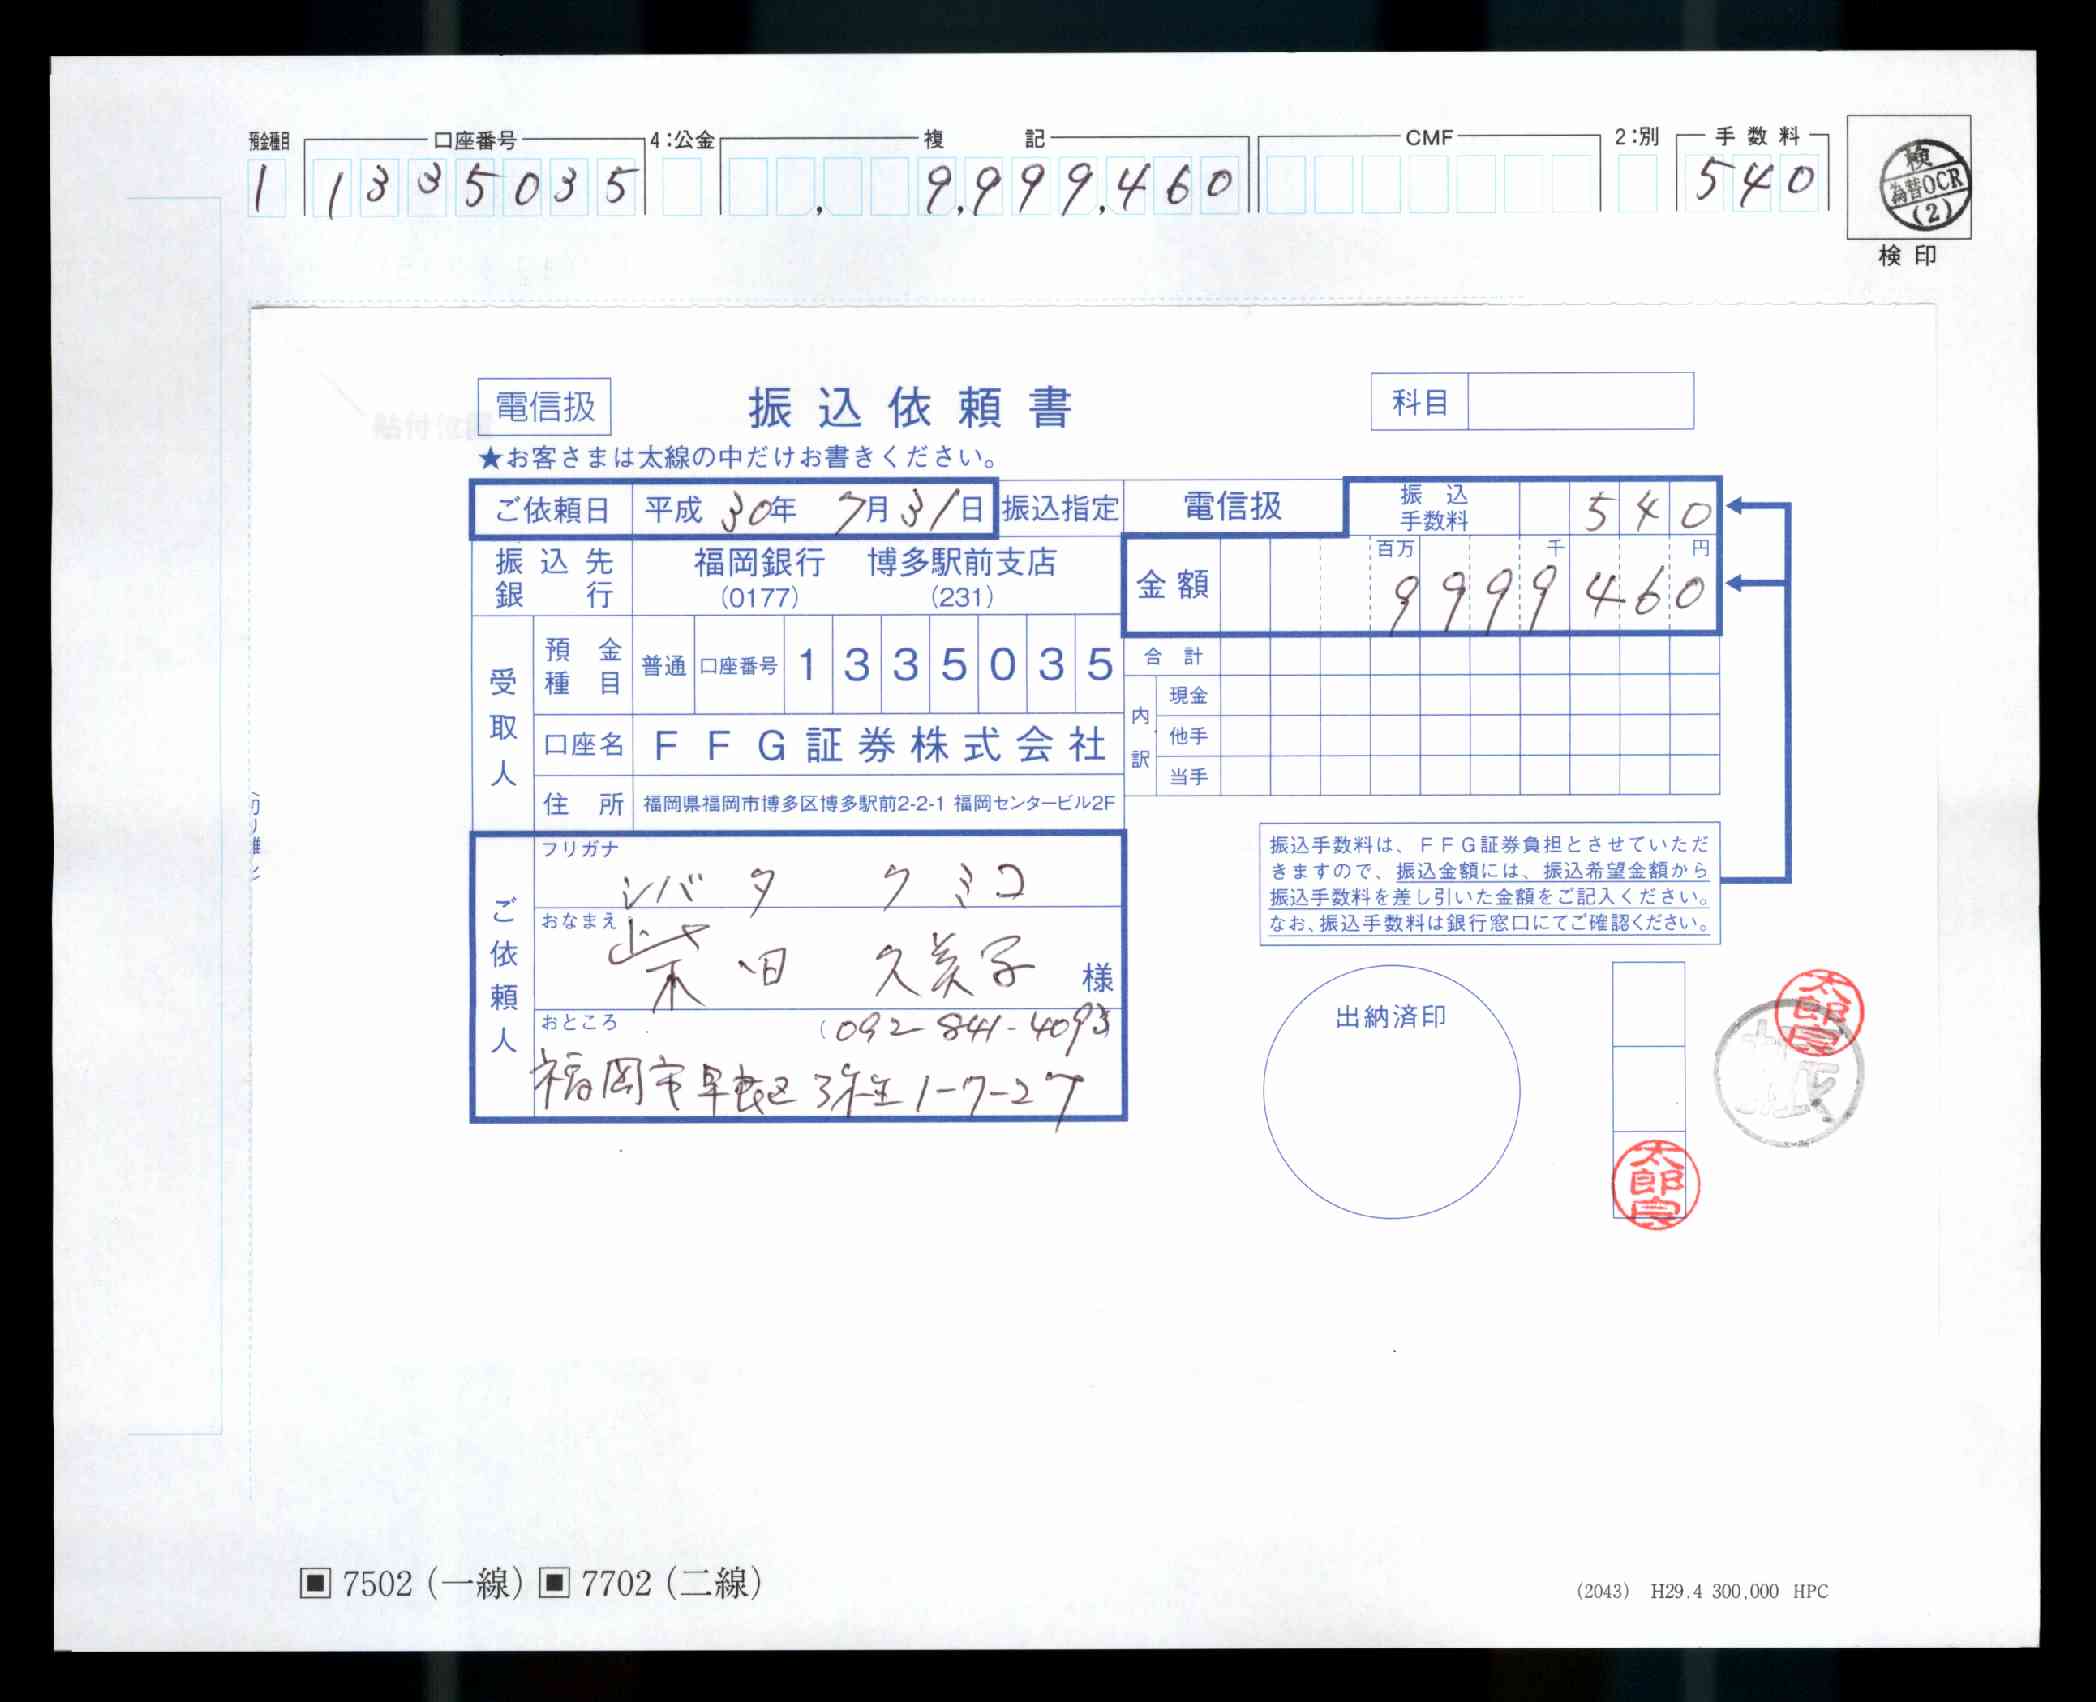 預金種目 口座番号 4:公金 複 記 CMF 2:別 手数料
1 1335035 9,999,460 540
検
為替OCR
(2)
検印
電信扱 振込依頼書 科目
★お客さまは太線の中だけお書きください。
ご依頼日 平成30年 7月31日 振込指定 電信扱 振込手数料 540
振込先銀行 福岡銀行 博多駅前支店
(0177) (231)
金額 百万 千 円
9999460
受取人 預金種目 普通 口座番号 1335035
口座名 FFG証券株式会社
住所 福岡県福岡市博多区博多駅前2-2-1 福岡センタービル2F
合計
内訳 現金
他手
当手
ご依頼人
フリガナ
シバタ クミコ
おなまえ
柴田 久美子 様
おところ (092-841-4093
福岡市早良区弥生1-7-27
振込手数料は、FFG証券負担とさせていただ
きますので、振込金額には、振込希望金額から
振込手数料を差し引いた金額をご記入ください。
なお、振込手数料は銀行窓口にてご確認ください。
出納済印
太郎
太郎
7502(一線) 7702(二線)
(2043) H29.4 300,000 HPC